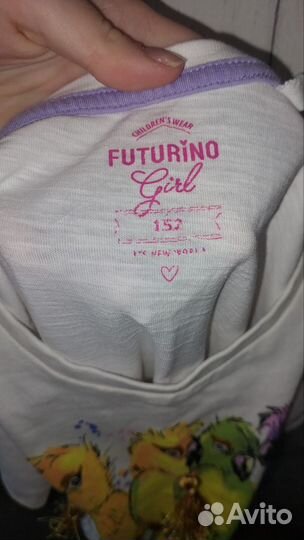 CHILDREN'S WEAR
FUTURINO
Girl
152
Avito